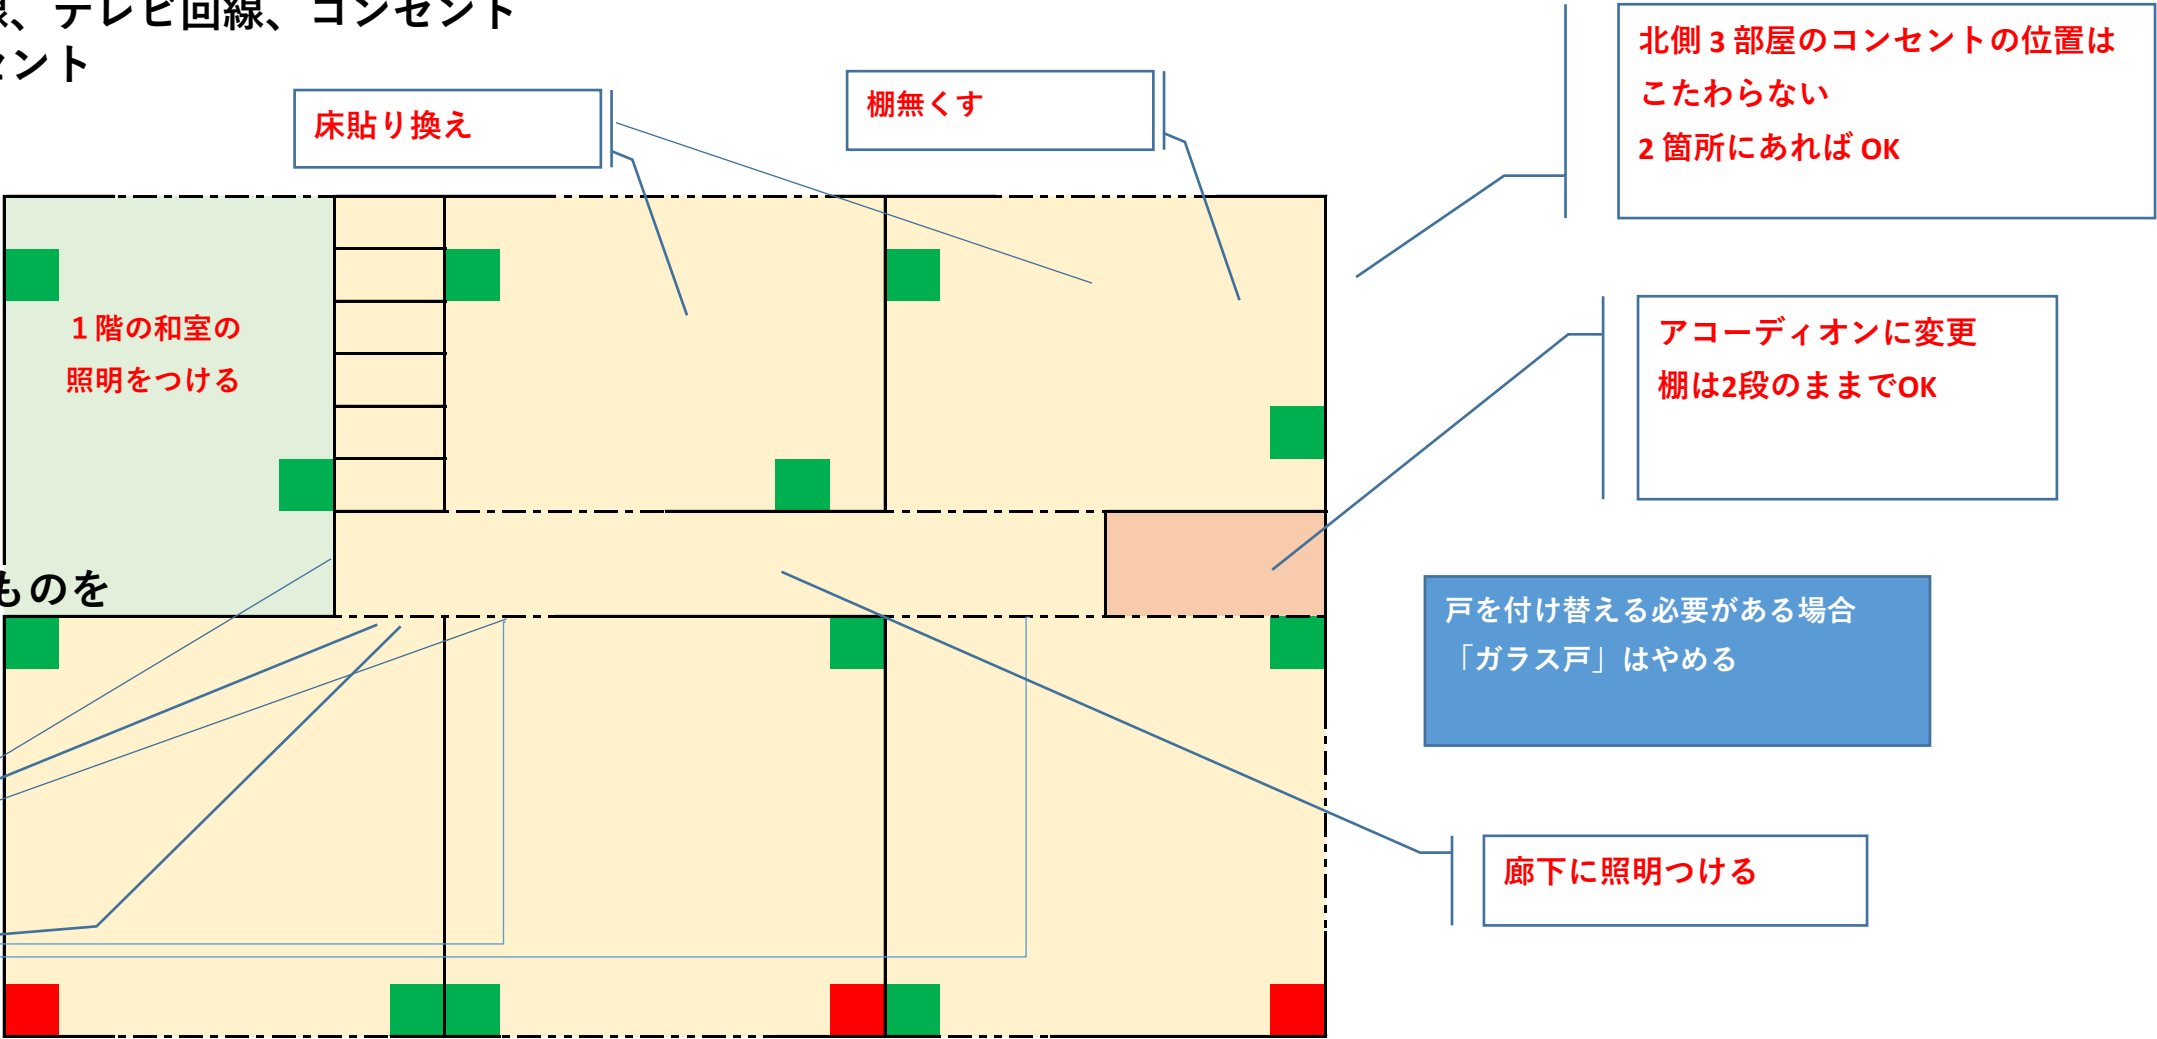 、テレビ回線、コンセント
セント
北側 3 部屋のコンセントの位置は
こだわらない
2 箇所にあれば OK
床貼り換え
棚無くす
１階の和室の
照明をつける
アコーディオンに変更
棚は2段のままでOK
ものを
戸を付け替える必要がある場合
「ガラス戸」はやめる
廊下に照明つける